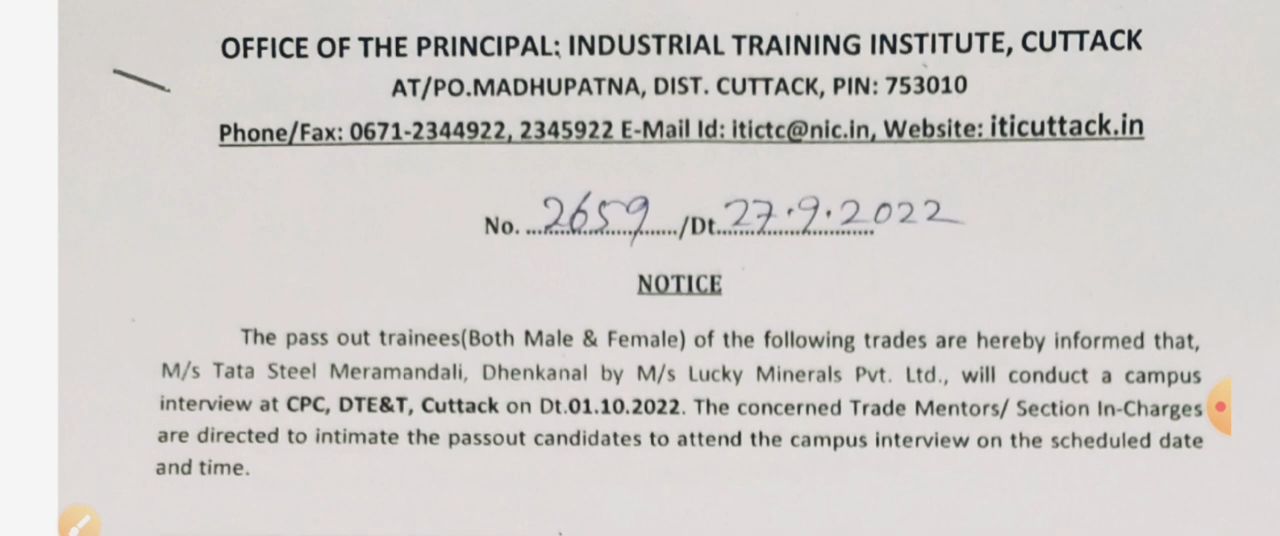 OFFICE OF THE PRINCIPAL: INDUSTRIAL TRAINING INSTITUTE, CUTTACK
AT/PO.MADHUPATNA, DIST. CUTTACK, PIN: 753010
Phone/Fax: 0671-2344922, 2345922 E-Mail Id: itictc@nic.in, Website: iticuttack.in
No. ...2659....../Dt...27.9.2022
NOTICE
The pass out trainees(Both Male & Female) of the following trades are hereby informed that,
M/s Tata Steel Meramandali, Dhenkanal by M/s Lucky Minerals Pvt. Ltd., will conduct a campus
interview at CPC, DTE&T, Cuttack on Dt.01.10.2022. The concerned Trade Mentors/ Section In-Charges
are directed to intimate the passout candidates to attend the campus interview on the scheduled date
and time.